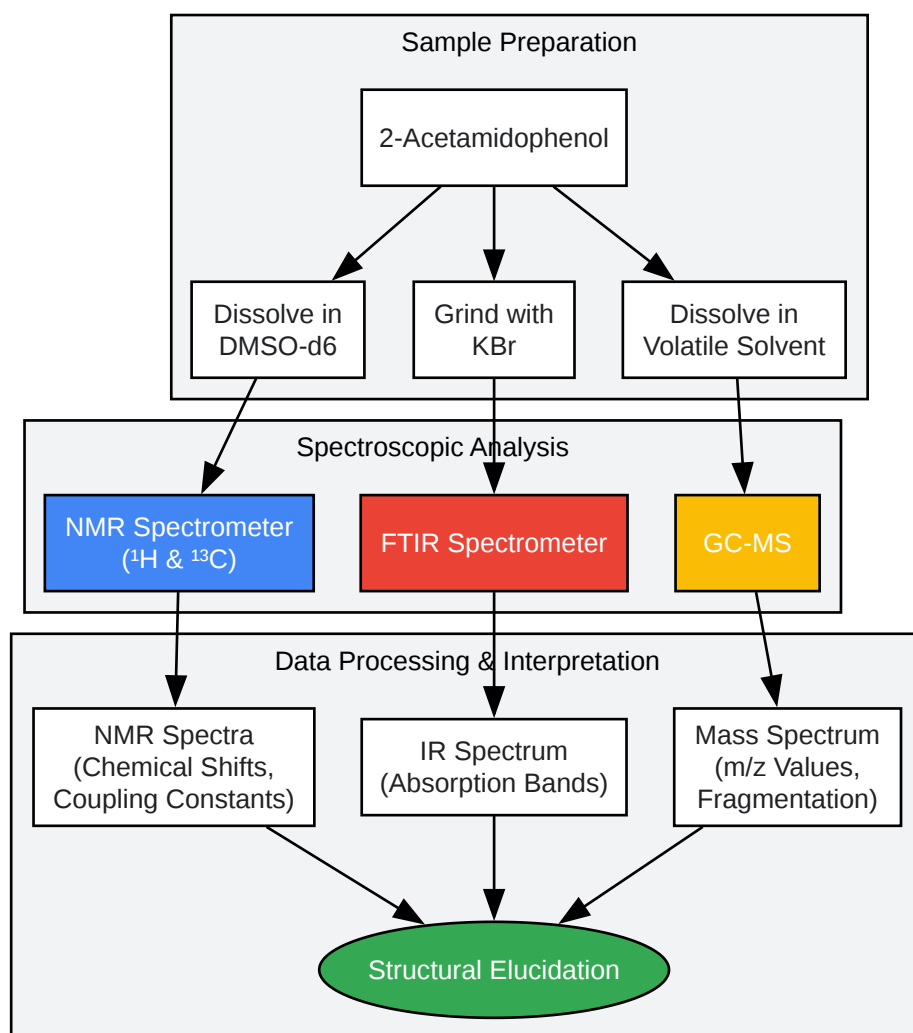 Sample Preparation
2-Acetamidophenol
Dissolve in
DMSO-d6
Grind with
KBr
Dissolve in
Volatile Solvent
Spectroscopic Analysis
NMR Spectrometer
(¹H & ¹³C)
FTIR Spectrometer
GC-MS
Data Processing & Interpretation
NMR Spectra
(Chemical Shifts,
Coupling Constants)
IR Spectrum
(Absorption Bands)
Mass Spectrum
(m/z Values,
Fragmentation)
Structural Elucidation